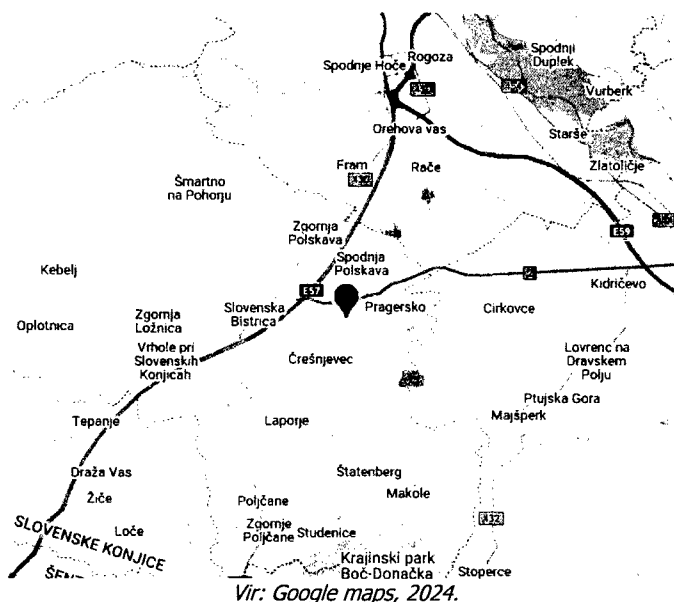 Rogoza
Spodnje Hoče
Spodnji
Duplek
Vurberk
Orehova vas
Starše
Fram
Rače
Zlatoličje
Šmartno
na Pohorju
Zgornja
Polskava
E59
Kebelj
Spodnja
Polskava
E57
2
Kidričevo
Oplotnica
Zgornja
Ložnica
Slovenska
Bistrica
Pragersko
Cirkovce
Vrhole pri
Slovenskih
Konjicah
Črešnjevec
Lovrenc na
Dravskem
Polju
Ptujska Gora
Majšperk
Tepanje
Laporje
Draža Vas
Žiče
Štatenberg
Makole
Poljčane
SLOVENSKE KONJICE
Loče
Zgornje
Poljčane
Studenice
432
Krajinski park
Boč-Donačka
Stoperce
Vir: Google maps, 2024.